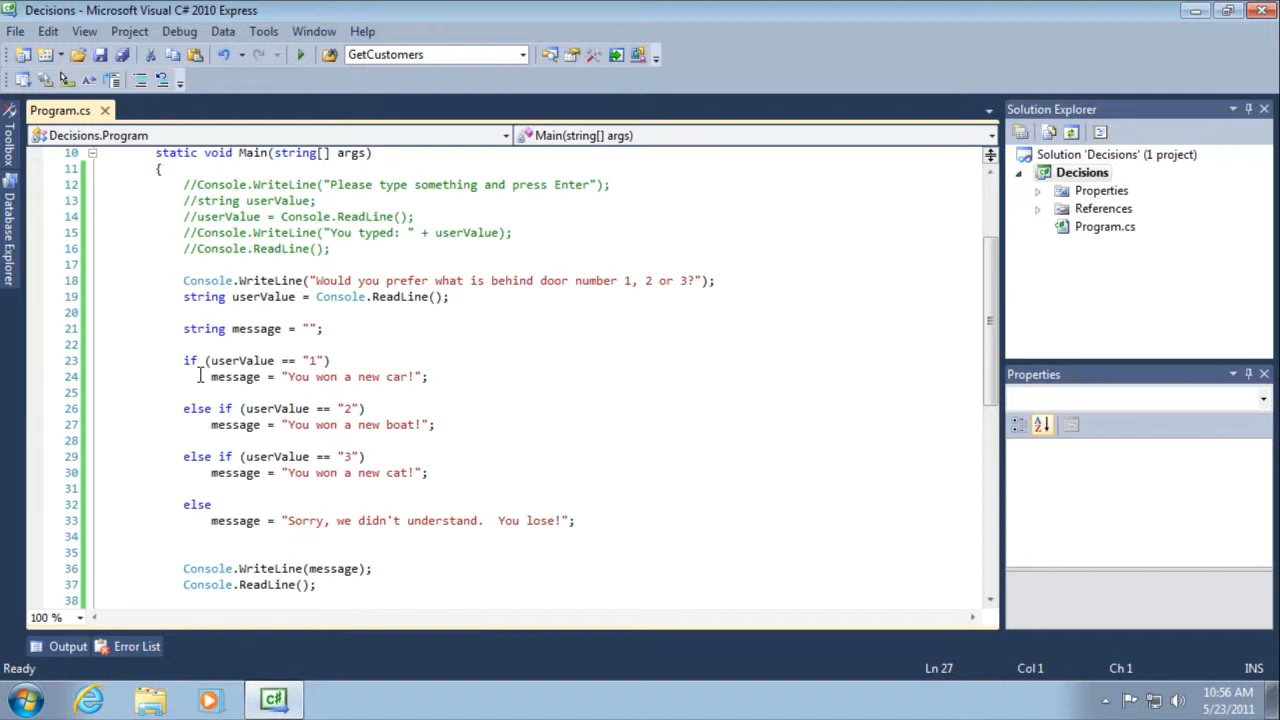 Decisions - Microsoft Visual C# 2010 Express
File Edit View Project Debug Data Tools Window Help
GetCustomers
Program.cs
Solution Explorer
Decisions.Program Main(string[] args)
Toolbox
Database Explorer
10 static void Main(string[] args)
11 {
12 //Console.WriteLine("Please type something and press Enter");
13 //string userValue;
14 //userValue = Console.ReadLine();
15 //Console.WriteLine("You typed: " + userValue);
16 //Console.ReadLine();
17
18 Console.WriteLine("Would you prefer what is behind door number 1, 2 or 3?");
19 string userValue = Console.ReadLine();
20
21 string message = "";
22
23 if (userValue == "1")
24 message = "You won a new car!";
25
26 else if (userValue == "2")
27 message = "You won a new boat!";
28
29 else if (userValue == "3")
30 message = "You won a new cat!";
31
32 else
33 message = "Sorry, we didn't understand.  You lose!";
34
35
36 Console.WriteLine(message);
37 Console.ReadLine();
38
Solution 'Decisions' (1 project)
Decisions
Properties
References
Program.cs
Properties
100 %
Output Error List
Ready Ln 27 Col 1 Ch 1 INS
C#
10:56 AM
5/23/2011